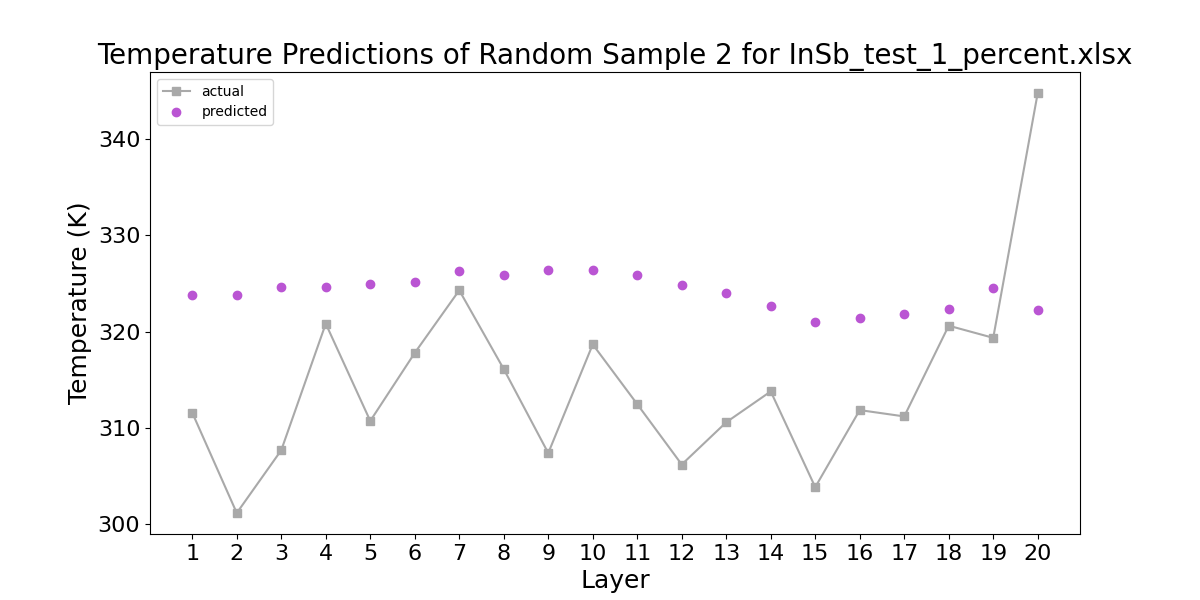 Temperature Predictions of Random Sample 2 for InSb_test_1_percent.xlsx
actual
predicted
Temperature (K)
340
330
320
310
300
1 2 3 4 5 6 7 8 9 10 11 12 13 14 15 16 17 18 19 20
Layer